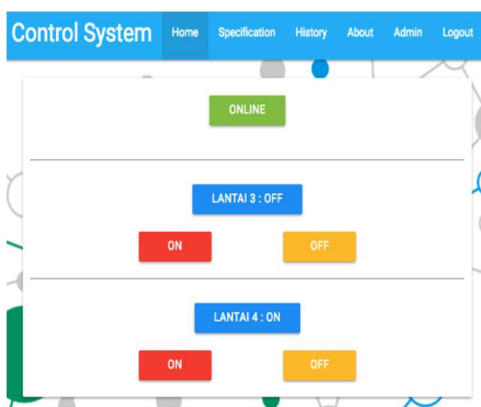 Control System Home Specification History About Admin Logout
ONLINE
LANTAI 3 : OFF
ON OFF
LANTAI 4 : ON
ON OFF